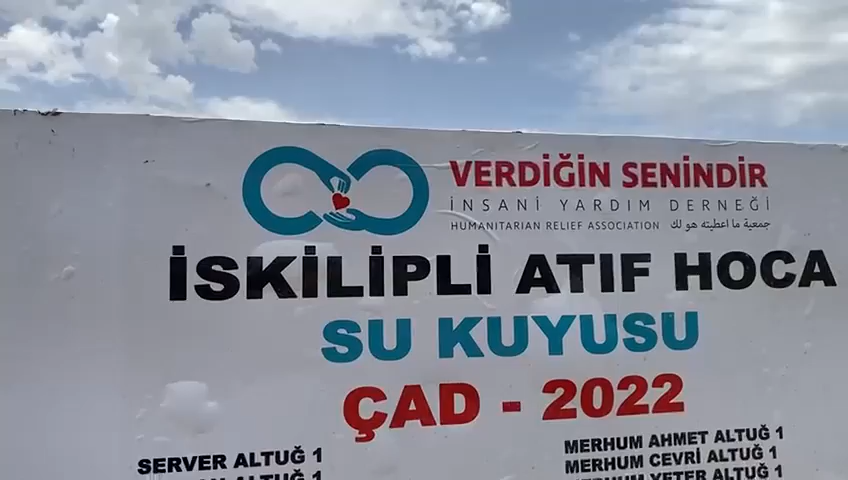 VERDİĞİN SENİNDİR
İNSANİ YARDIM DERNEĞİ
HUMANITARIAN RELIEF ASSOCIATION جمعية ما اعطيته هو لك
İSKİLİPLİ ATIF HOCA
SU KUYUSU
ÇAD - 2022
SERVER ALTUĞ 1
ALTUĞ 1
MERHUM AHMET ALTUĞ 1
MERHUM CEVRİ ALTUĞ 1
MERHUM YETER ALTUĞ 1